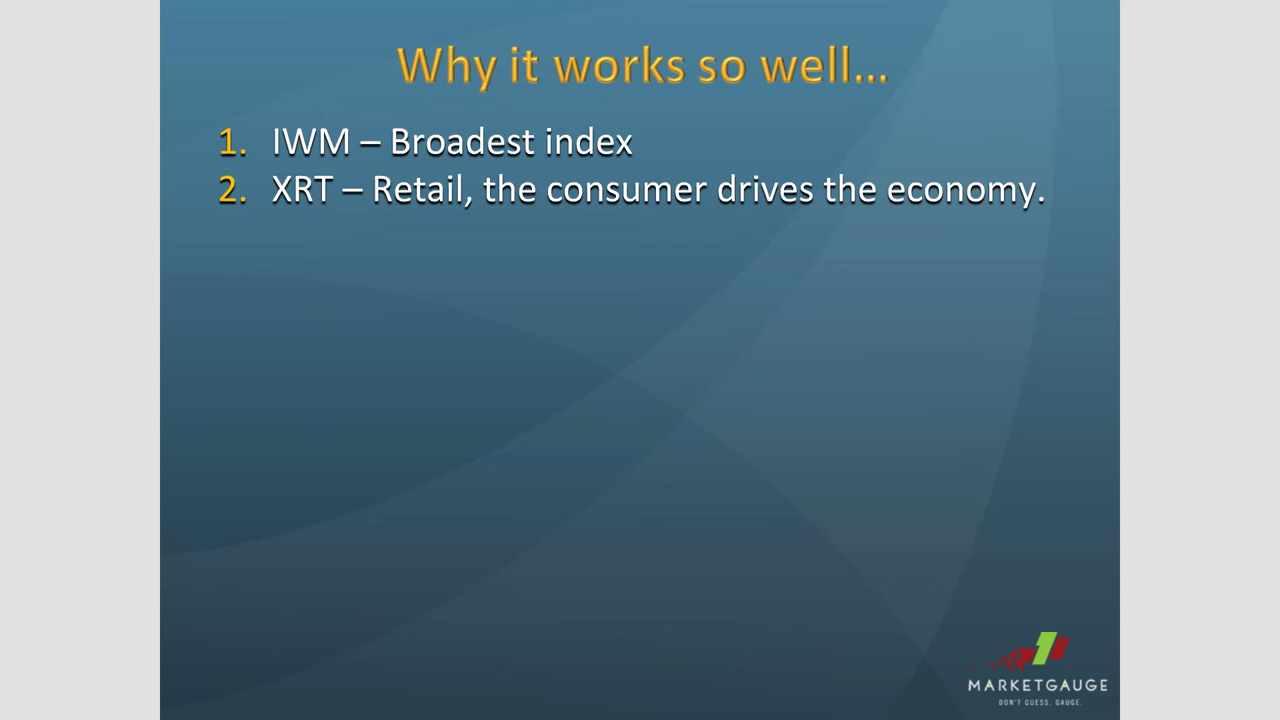 Why it works so well...
1. IWM – Broadest index
2. XRT – Retail, the consumer drives the economy.
MARKETGAUGE
DON'T GUESS. GAUGE.